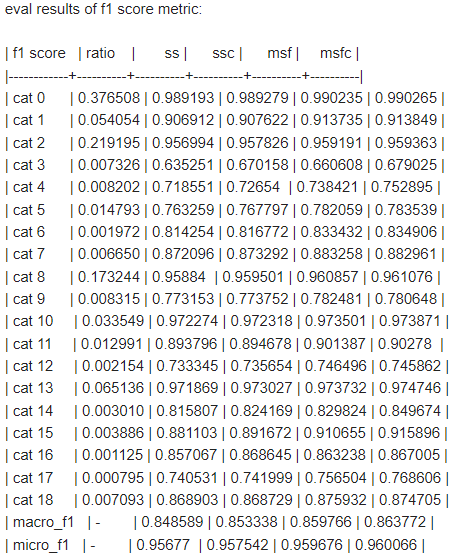 eval results of f1 score metric:
| f1 score | ratio | ss | ssc | msf | msfc |
|------------+----------+----------+----------+----------+----------|
| cat 0 | 0.376508 | 0.989193 | 0.989279 | 0.990235 | 0.990265 |
| cat 1 | 0.054054 | 0.906912 | 0.907622 | 0.913735 | 0.913849 |
| cat 2 | 0.219195 | 0.956994 | 0.957826 | 0.959191 | 0.959363 |
| cat 3 | 0.007326 | 0.635251 | 0.670158 | 0.660608 | 0.679025 |
| cat 4 | 0.008202 | 0.718551 | 0.72654 | 0.738421 | 0.752895 |
| cat 5 | 0.014793 | 0.763259 | 0.767797 | 0.782059 | 0.783539 |
| cat 6 | 0.001972 | 0.814254 | 0.816772 | 0.833432 | 0.834906 |
| cat 7 | 0.006650 | 0.872096 | 0.873292 | 0.883258 | 0.882961 |
| cat 8 | 0.173244 | 0.95884 | 0.959501 | 0.960857 | 0.961076 |
| cat 9 | 0.008315 | 0.773153 | 0.773752 | 0.782481 | 0.780648 |
| cat 10 | 0.033549 | 0.972274 | 0.972318 | 0.973501 | 0.973871 |
| cat 11 | 0.012991 | 0.893796 | 0.894678 | 0.901387 | 0.90278 |
| cat 12 | 0.002154 | 0.733345 | 0.735654 | 0.746496 | 0.745862 |
| cat 13 | 0.065136 | 0.971869 | 0.973027 | 0.973732 | 0.974746 |
| cat 14 | 0.003010 | 0.815807 | 0.824169 | 0.829824 | 0.849674 |
| cat 15 | 0.003886 | 0.881103 | 0.891672 | 0.910655 | 0.915896 |
| cat 16 | 0.001125 | 0.857067 | 0.868645 | 0.863238 | 0.867005 |
| cat 17 | 0.000795 | 0.740531 | 0.741999 | 0.756504 | 0.768606 |
| cat 18 | 0.007093 | 0.868903 | 0.868729 | 0.875932 | 0.874705 |
| macro_f1 | - | 0.848589 | 0.853338 | 0.859766 | 0.863772 |
| micro_f1 | - | 0.95677 | 0.957542 | 0.959676 | 0.960066 |